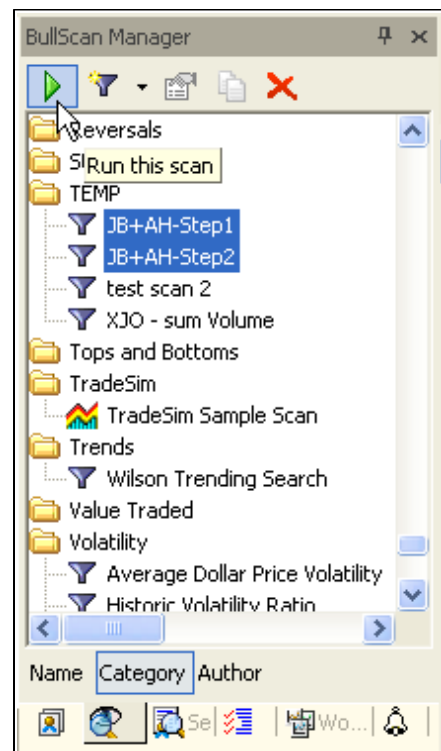 BullScan Manager
Reversals
Run this scan
TEMP
JB+AH-Step1
JB+AH-Step2
test scan 2
XJO - sum Volume
Tops and Bottoms
TradeSim
TradeSim Sample Scan
Trends
Wilson Trending Search
Value Traded
Volatility
Average Dollar Price Volatility
Historic Volatility Ratio
Name Category Author
Se Wo...